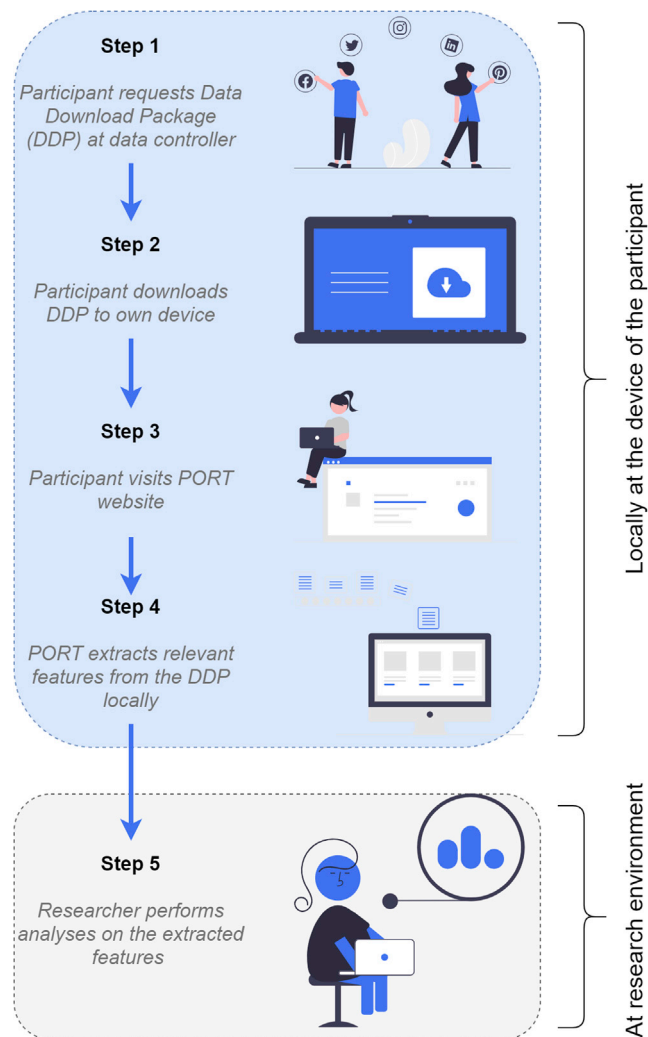 Step 1
Participant requests Data
Download Package
(DDP) at data controller
Step 2
Participant downloads
DDP to own device
Step 3
Participant visits PORT
website
Step 4
PORT extracts relevant
features from the DDP
locally
Locally at the device of the participant
Step 5
Researcher performs
analyses on the extracted
features
At research environment